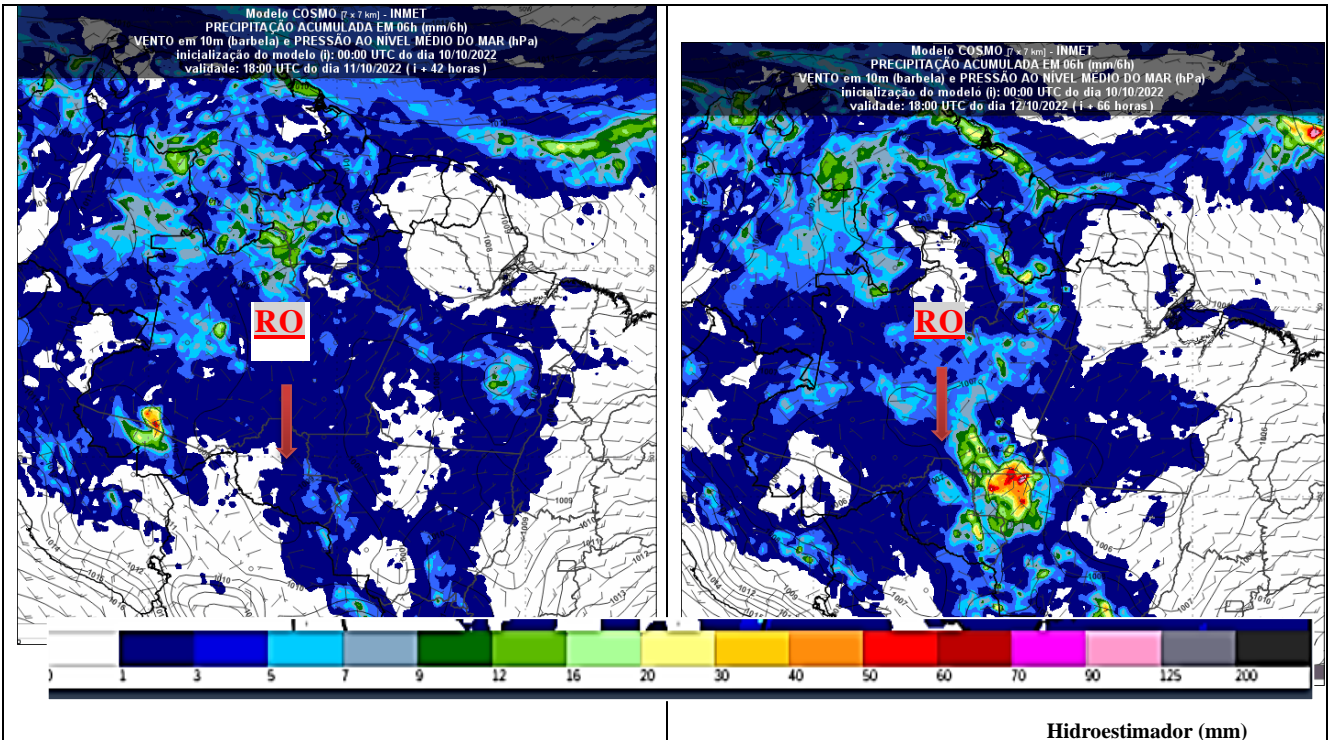 Modelo COSMO [7 x 7 km] - INMET
PRECIPITAÇÃO ACUMULADA EM 06h (mm/6h)
VENTO em 10m (barbela) e PRESSÃO AO NÍVEL MÉDIO DO MAR (hPa)
inicialização do modelo (i): 00:00 UTC do dia 10/10/2022
validade: 18:00 UTC do dia 11/10/2022 ( i + 42 horas )
RO
Modelo COSMO [7 x 7 km] - INMET
PRECIPITAÇÃO ACUMULADA EM 06h (mm/6h)
VENTO em 10m (barbela) e PRESSÃO AO NÍVEL MÉDIO DO MAR (hPa)
inicialização do modelo (i): 00:00 UTC do dia 10/10/2022
validade: 18:00 UTC do dia 12/10/2022 ( i + 66 horas )
RO
1 3 5 7 9 12 16 20 30 40 50 60 70 90 125 200
Hidroestimador (mm)